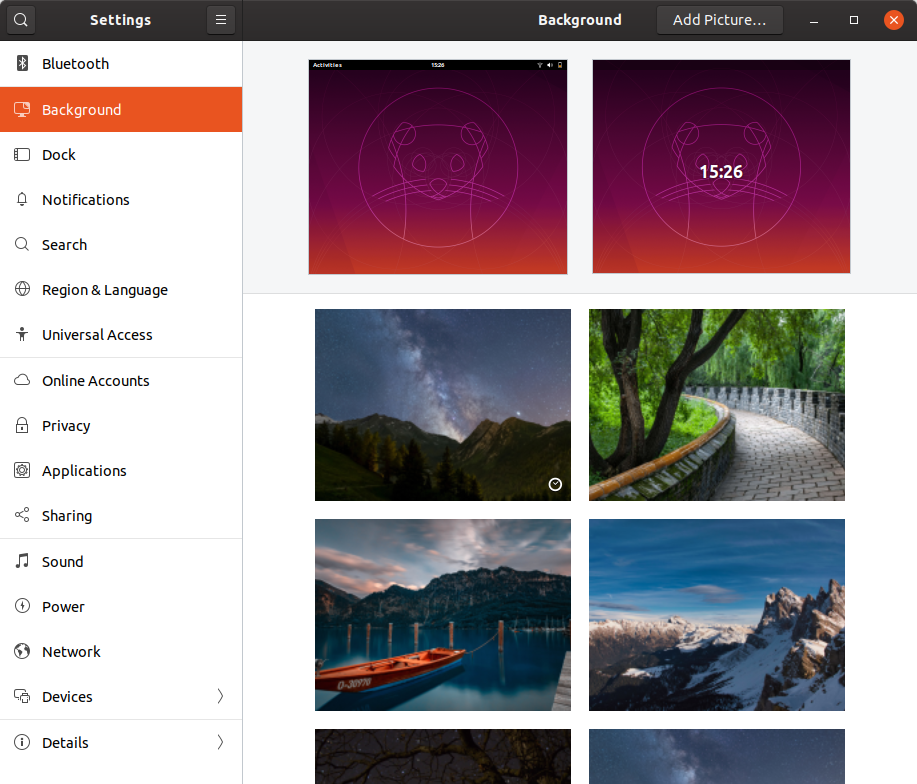 Settings
Background
Add Picture…
Bluetooth
Background
Dock
Notifications
Search
Region & Language
Universal Access
Online Accounts
Privacy
Applications
Sharing
Sound
Power
Network
Devices
Details
Activities
15:26
15:26
O-30976